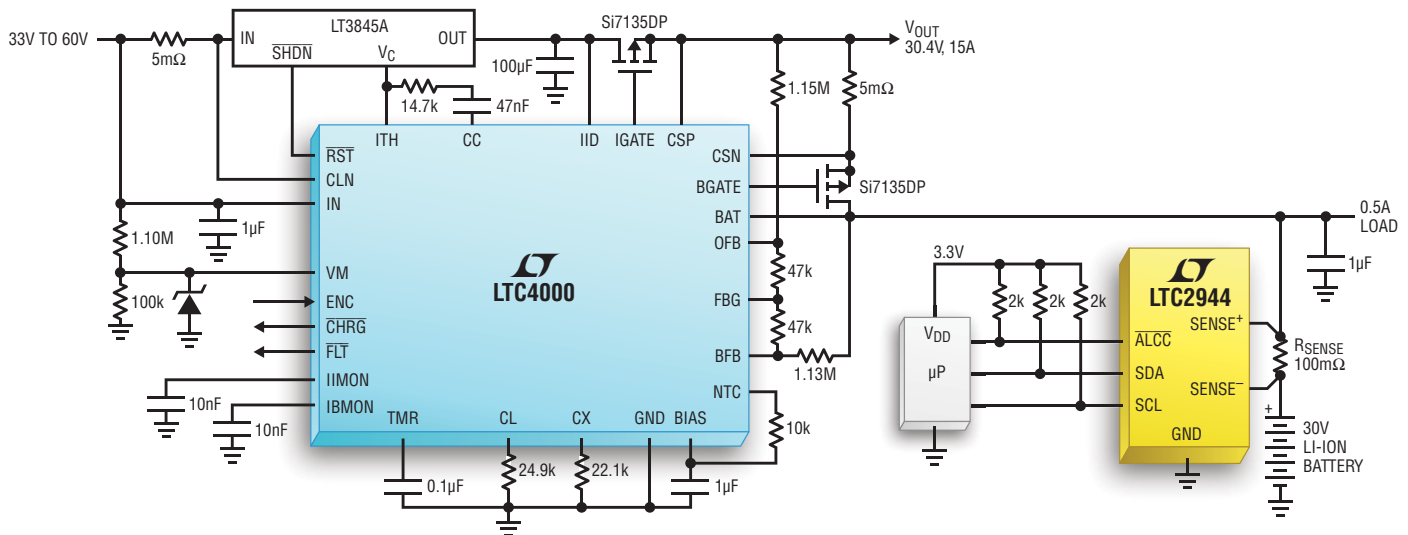 LT3845A
Si7135DP
33V TO 60V
IN
OUT
5mΩ
SHDN
VC
VOUT
30.4V, 15A
100µF
14.7k
47nF
1.15M
5mΩ
ITH
CC
IID
IGATE
CSP
RST
CLN
IN
1µF
1.10M
VM
100k
ENC
CHRG
FLT
IIMON
IBMON
10nF
10nF
LTC4000
CSN
BGATE
BAT
OFB
FBG
BFB
NTC
Si7135DP
47k
47k
1.13M
10k
TMR
CL
CX
GND
BIAS
0.1µF
24.9k
22.1k
1µF
0.5A
LOAD
1µF
3.3V
2k
2k
2k
VDD
µP
LTC2944
ALCC
SDA
SCL
SENSE+
SENSE–
GND
RSENSE
100mΩ
+
30V
LI-ION
BATTERY